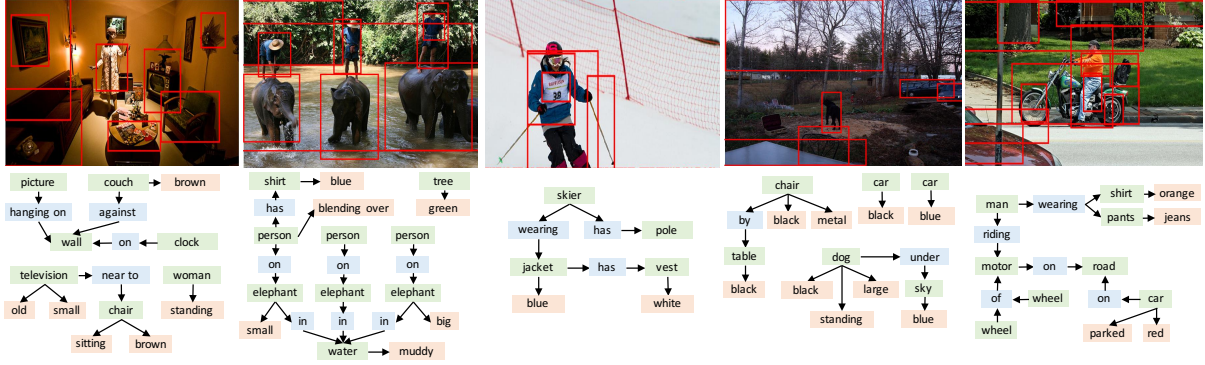 38
picture
couch
brown
hanging on
against
wall
on
clock
television
near to
woman
old
small
chair
standing
sitting
brown
shirt
blue
tree
has
blending over
green
person
person
person
on
on
on
elephant
elephant
elephant
small
in
in
in
big
water
muddy
skier
wearing
has
pole
jacket
has
vest
blue
white
chair
car
car
by
black
metal
black
blue
table
dog
under
black
black
large
sky
standing
blue
man
wearing
shirt
orange
pants
jeans
riding
motor
on
road
of
wheel
on
car
wheel
parked
red